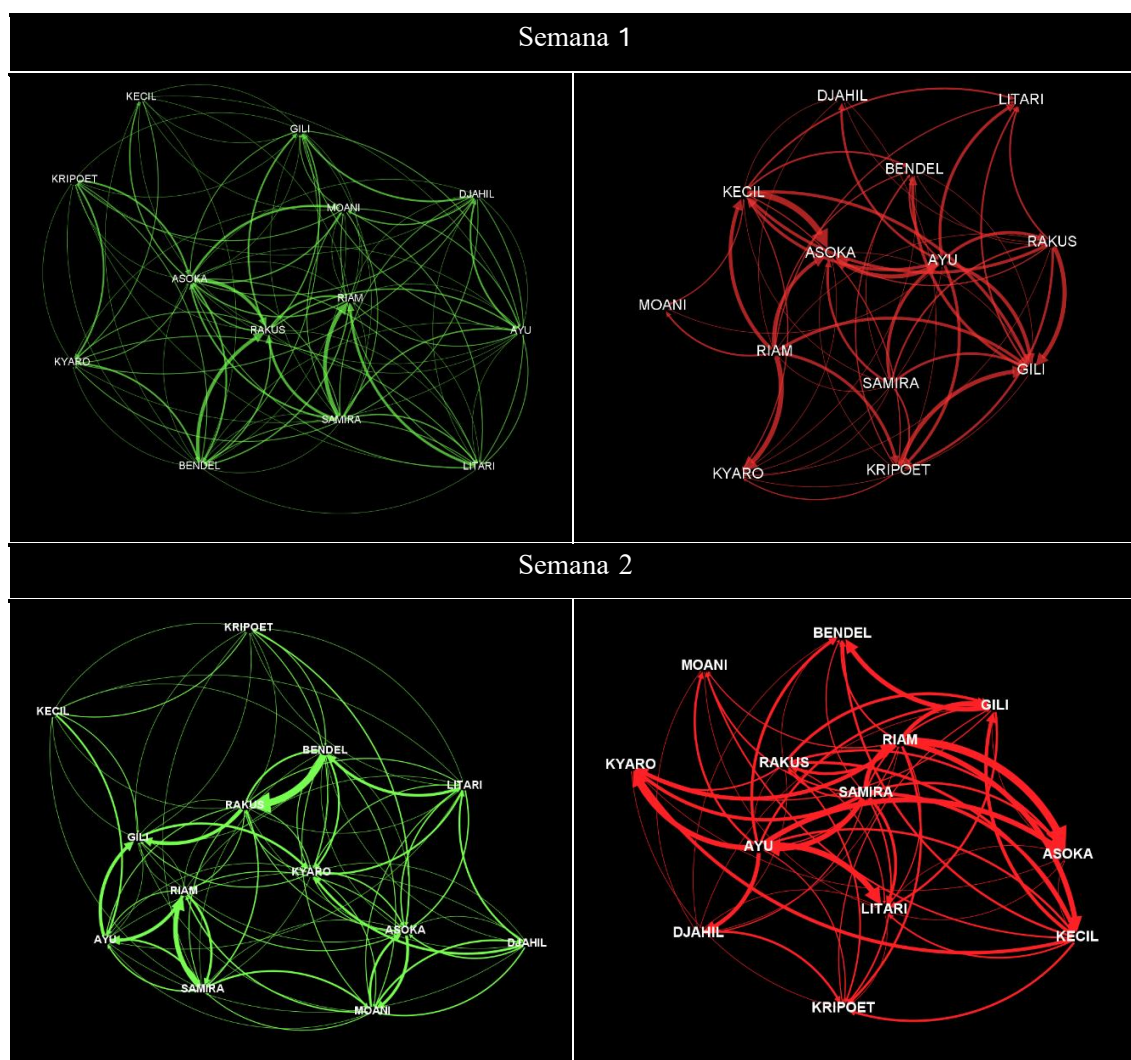 Semana 1
KECIL
GILI
KRIPOET
DJAHIL
MOANI
ASOKA
RIAM
RAKUS
AYU
KYARO
SAMIRA
BENDEL
LITARI
DJAHIL
LITARI
BENDEL
KECIL
RAKUS
ASOKA
AYU
MOANI
RIAM
GILI
SAMIRA
KRIPOET
KYARO
Semana 2
KRIPOET
KECIL
BENDEL
LITARI
RAKUS
GILI
KYARO
RIAM
ASOKA
AYU
DJAHIL
SAMIRA
MOANI
BENDEL
MOANI
GILI
RIAM
RAKUS
KYARO
SAMIRA
AYU
ASOKA
LITARI
DJAHIL
KECIL
KRIPOET